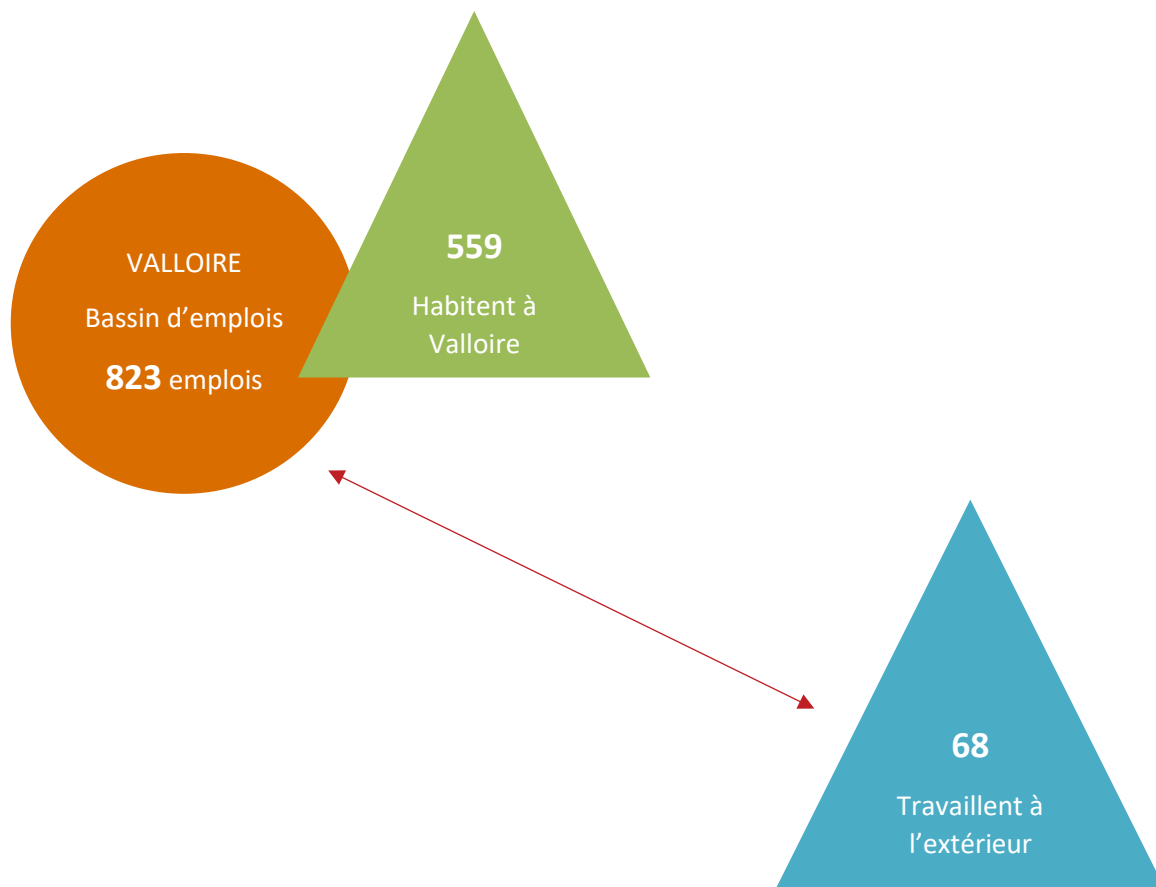 VALLOIRE
Bassin d’emplois
823 emplois
559
Habitent à
Valloire
68
Travaillent à
l’extérieur